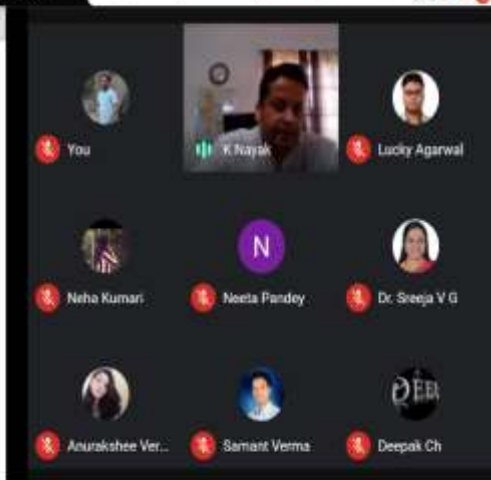 You
K Nayak
Lucky Agarwal
Neha Kumari
N
Neeta Pandey
Dr. Sreeja V G
Anurakshee Ver...
Samant Verma
Deepak Ch